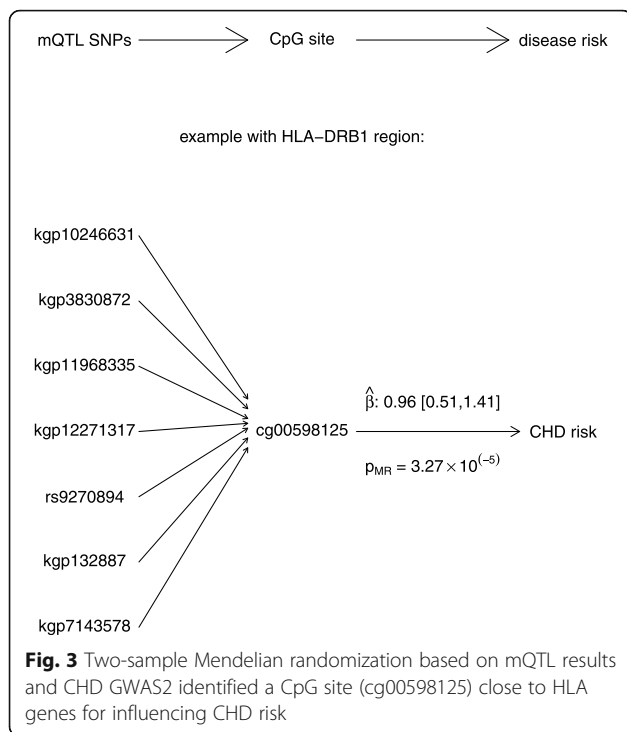 mQTL SNPs CpG site disease risk
example with HLA−DRB1 region:
kgp10246631
kgp3830872
kgp11968335
kgp12271317
rs9270894
kgp132887
kgp7143578
cg00598125
β̂: 0.96 [0.51,1.41]
pMR = 3.27 × 10(−5)
CHD risk
Fig. 3 Two-sample Mendelian randomization based on mQTL results
and CHD GWAS2 identified a CpG site (cg00598125) close to HLA
genes for influencing CHD risk